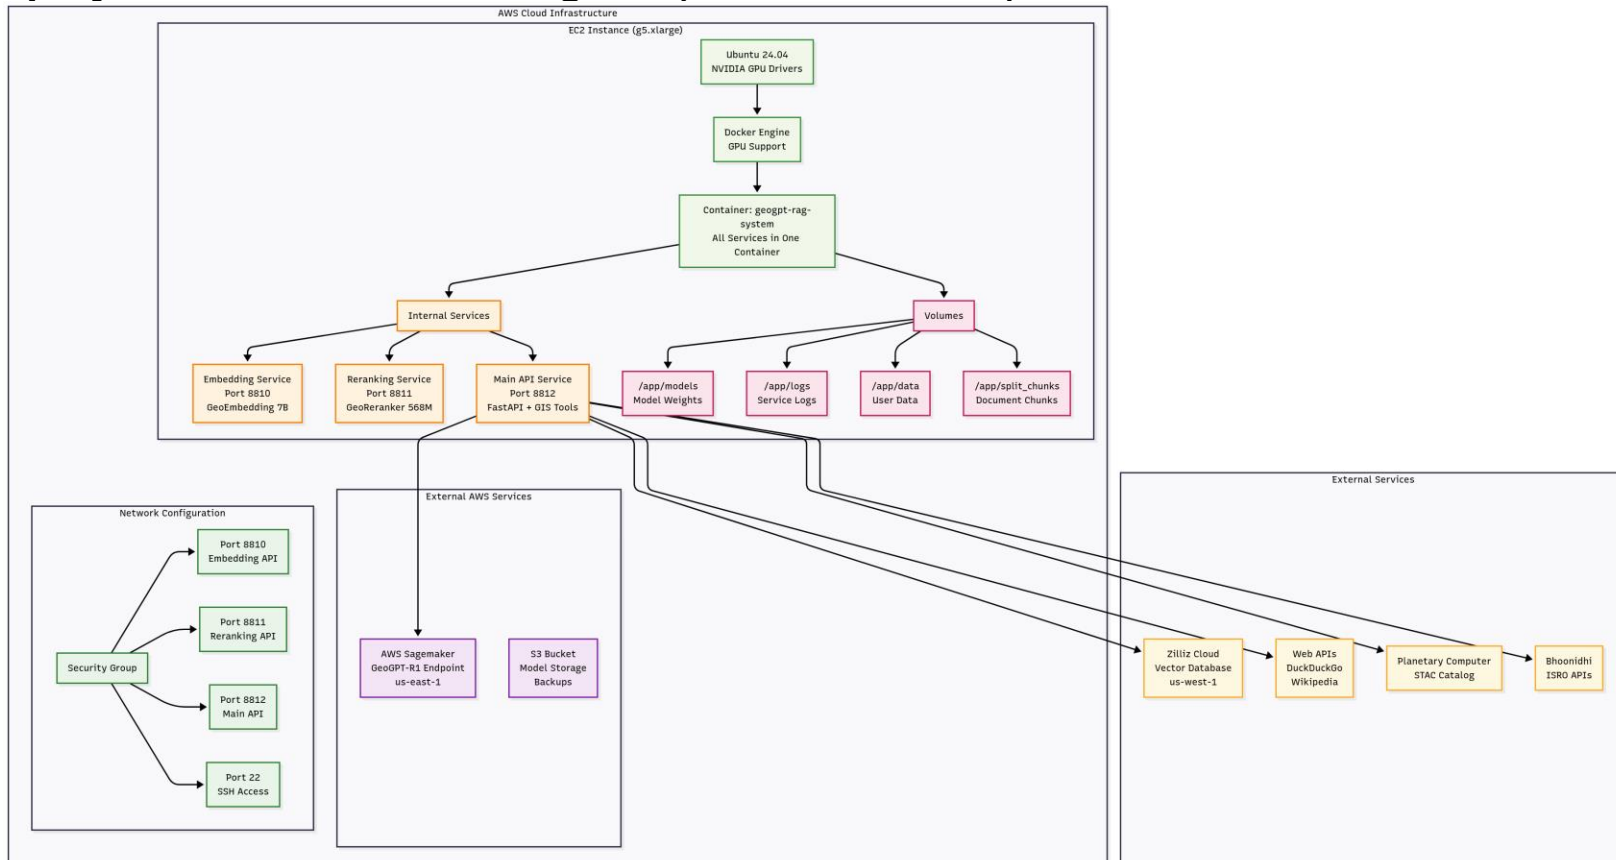 AWS Cloud Infrastructure
EC2 Instance (g5.xlarge)
Ubuntu 24.04
NVIDIA GPU Drivers
Docker Engine
GPU Support
Container: geogpt-rag-
system
All Services in One
Container
Internal Services
Volumes
Embedding Service
Port 8810
GeoEmbedding 7B
Reranking Service
Port 8811
GeoReranker 568M
Main API Service
Port 8812
FastAPI + GIS Tools
/app/models
Model Weights
/app/logs
Service Logs
/app/data
User Data
/app/split_chunks
Document Chunks
Network Configuration
Security Group
Port 8810
Embedding API
Port 8811
Reranking API
Port 8812
Main API
Port 22
SSH Access
External AWS Services
AWS Sagemaker
GeoGPT-R1 Endpoint
us-east-1
S3 Bucket
Model Storage
Backups
External Services
Zilliz Cloud
Vector Database
us-west-1
Web APIs
DuckDuckGo
Wikipedia
Planetary Computer
STAC Catalog
Bhoonidhi
ISRO APIs